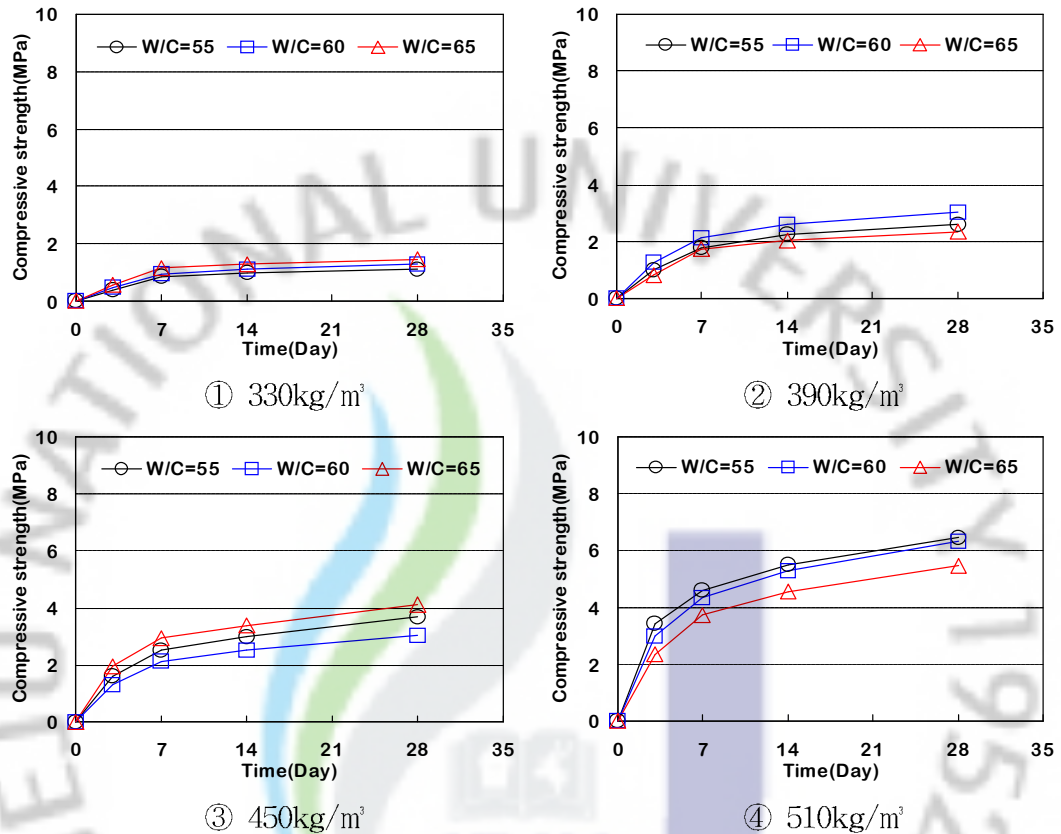 10
8
6
4
2
0
Compressive strength(MPa)
W/C=55 W/C=60 W/C=65
0 7 14 21 28 35
Time(Day)
① 330kg/m³
10
8
6
4
2
0
Compressive strength(MPa)
W/C=55 W/C=60 W/C=65
0 7 14 21 28 35
Time(Day)
② 390kg/m³
10
8
6
4
2
0
Compressive strength(MPa)
W/C=55 W/C=60 W/C=65
0 7 14 21 28 35
Time(Day)
③ 450kg/m³
10
8
6
4
2
0
Compressive strength(MPa)
W/C=55 W/C=60 W/C=65
0 7 14 21 28 35
Time(Day)
④ 510kg/m³
NATIONAL UNIVERSITY 1952